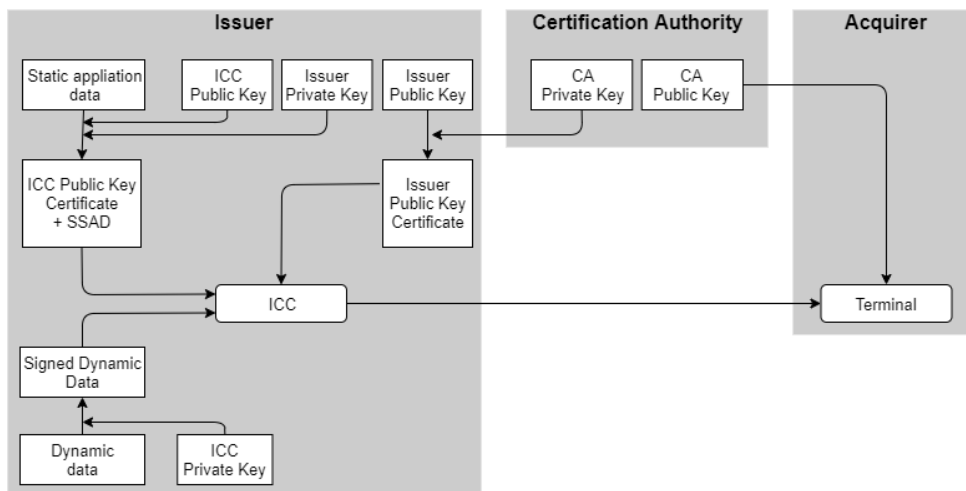 Issuer
Certification Authority
Acquirer
Static appliation
data
ICC
Public Key
Issuer
Private Key
Issuer
Public Key
CA
Private Key
CA
Public Key
ICC Public Key
Certificate
+ SSAD
Issuer
Public Key
Certificate
ICC
Terminal
Signed Dynamic
Data
Dynamic
data
ICC
Private Key